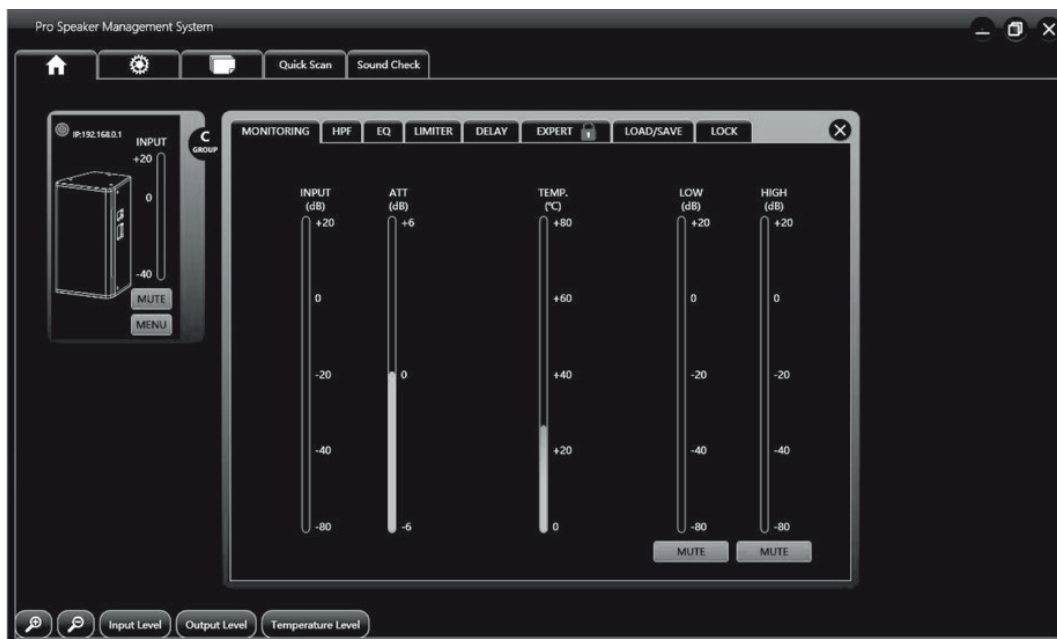 Pro Speaker Management System
Quick Scan
Sound Check
IP:192.168.0.1
INPUT
+20
0
-40
MUTE
MENU
C
GROUP
MONITORING HPF EQ LIMITER DELAY EXPERT LOAD/SAVE LOCK
INPUT ATT TEMP. LOW HIGH
(dB) (dB) (℃) (dB) (dB)
+20 +6 +80 +20 +20
0 +60 0 0
-20 0 +40 -20 -20
-40 +20 -40 -40
-80 -6 0 -80 -80
MUTE MUTE
Input Level Output Level Temperature Level